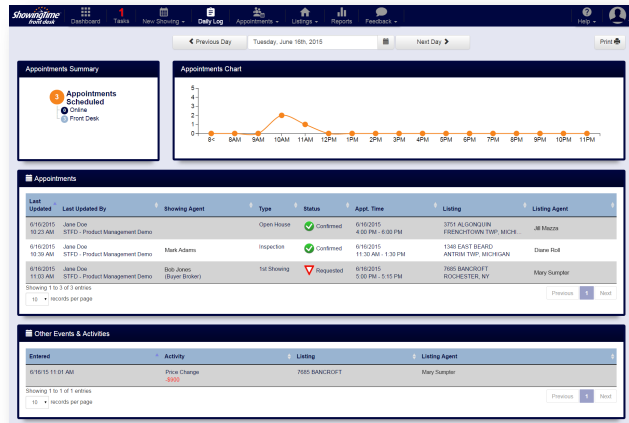 ShowingTime
front desk
Dashboard
1
Tasks
New Showing
Daily Log
Appointments
Listings
Reports
Feedback
?
Help
Previous Day
Tuesday, June 16th, 2015
Next Day
Print
Appointments Summary
3 Appointments Scheduled
0 Online
3 Front Desk
Appointments Chart
5
4
3
2
1
0
8< 8AM 9AM 10AM 11AM 12PM 1PM 2PM 3PM 4PM 5PM 6PM 7PM 8PM 9PM 10PM 11PM
Appointments
Last Updated Last Updated By Showing Agent Type Status Appt. Time Listing Listing Agent
6/16/2015 Jane Doe Open House Confirmed 6/16/2015 3751 ALGONQUIN Jill Mazza
10:23 AM STFD - Product Management Demo 4:00 PM - 6:00 PM FRENCHTOWN TWP, MICHI...
6/16/2015 Jane Doe Mark Adams Inspection Confirmed 6/16/2015 1348 EAST BEARD Diane Roll
10:39 AM STFD - Product Management Demo 11:30 AM - 1:30 PM ANTRIM TWP, MICHIGAN
6/16/2015 Jane Doe Bob Jones 1st Showing Requested 6/16/2015 7685 BANCROFT Mary Sumpter
11:03 AM STFD - Product Management Demo (Buyer Broker) 5:00 PM - 5:15 PM ROCHESTER, NY
Showing 1 to 3 of 3 entries
10 records per page
Previous 1 Next
Other Events & Activities
Entered Activity Listing Listing Agent
6/16/15 11:01 AM Price Change 7685 BANCROFT Mary Sumpter
Showing 1 to 1 of 1 entries
10 records per page
Previous 1 Next